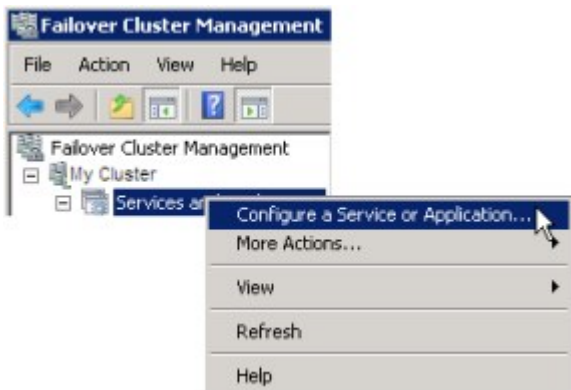 Failover Cluster Management
File Action View Help
Failover Cluster Management
My Cluster
Services
Configure a Service or Application...
More Actions...
View
Refresh
Help